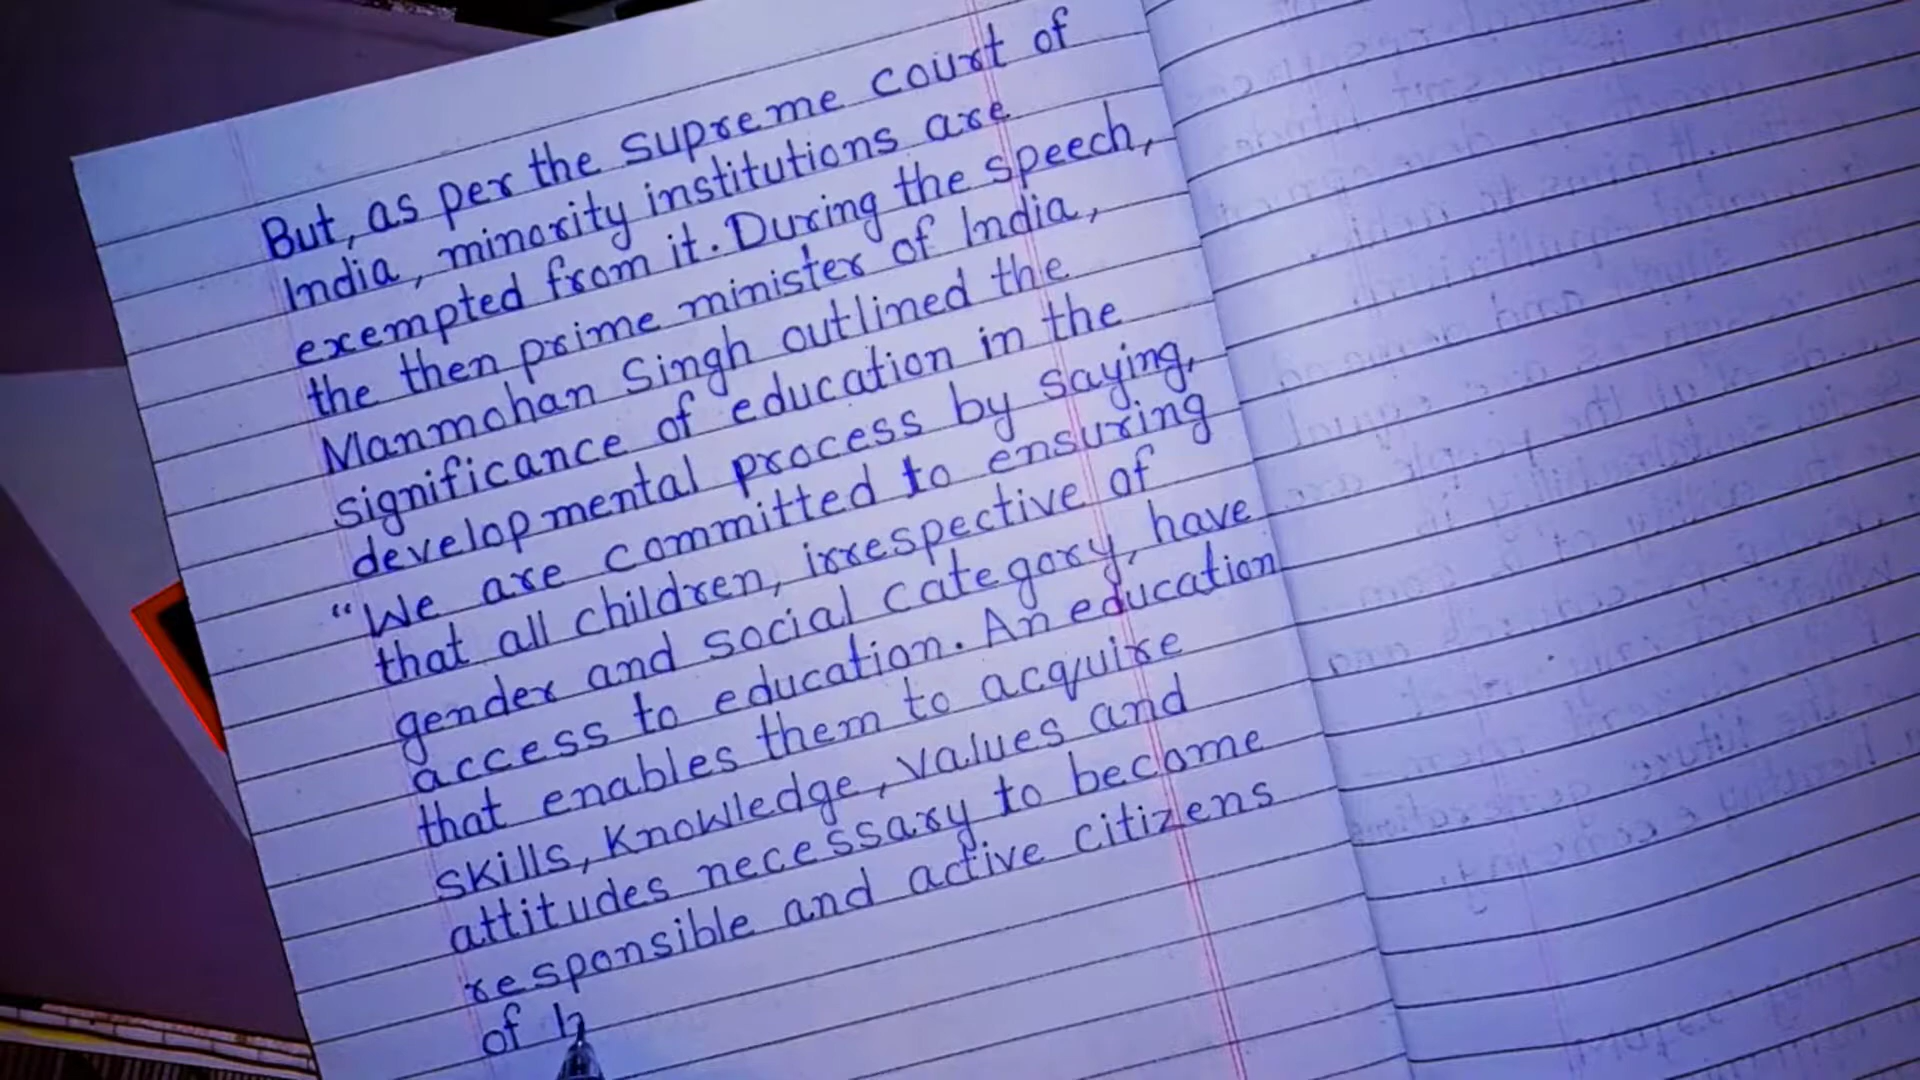 But, as per the supreme court of
India, minority institutions are
exempted from it. During the speech,
the then prime minister of India,
Manmohan Singh outlined the
significance of education in the
developmental process by saying,
"We are committed to ensuring
that all children, irrespective of
gender and social category, have
access to education. An education
that enables them to acquire
skills, Knowledge, values and
attitudes necessary to become
responsible and active citizens
of